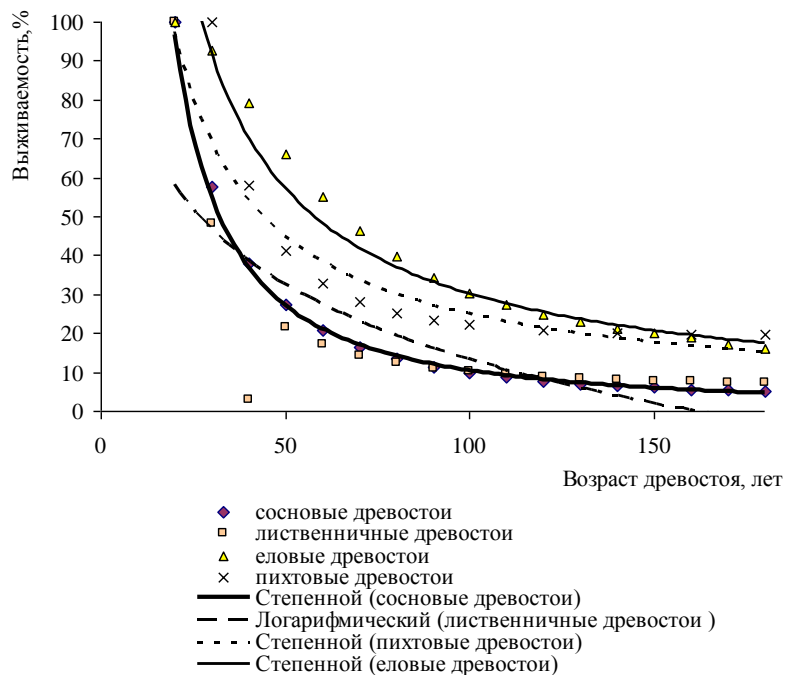 Выживаемость,%
100
90
80
70
60
50
40
30
20
10
0
0
50
100
150
Возраст древостоя, лет
сосновые древостои
лиственничные древостои
еловые древостои
пихтовые древостои
Степенной (сосновые древостои)
Логарифмический (лиственничные древостои )
Степенной (пихтовые древостои)
Степенной (еловые древостои)